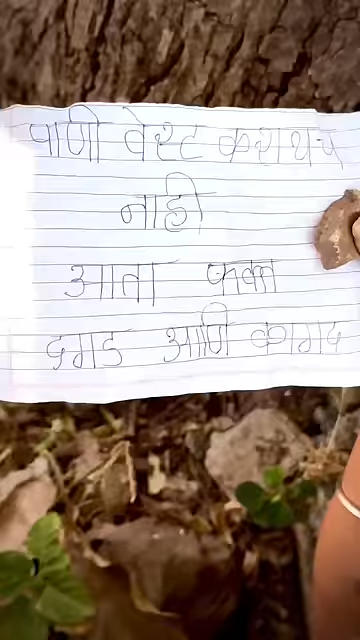 पाणी वेस्ट करायच
नाही
आता फक्त
दगड आणि कागद